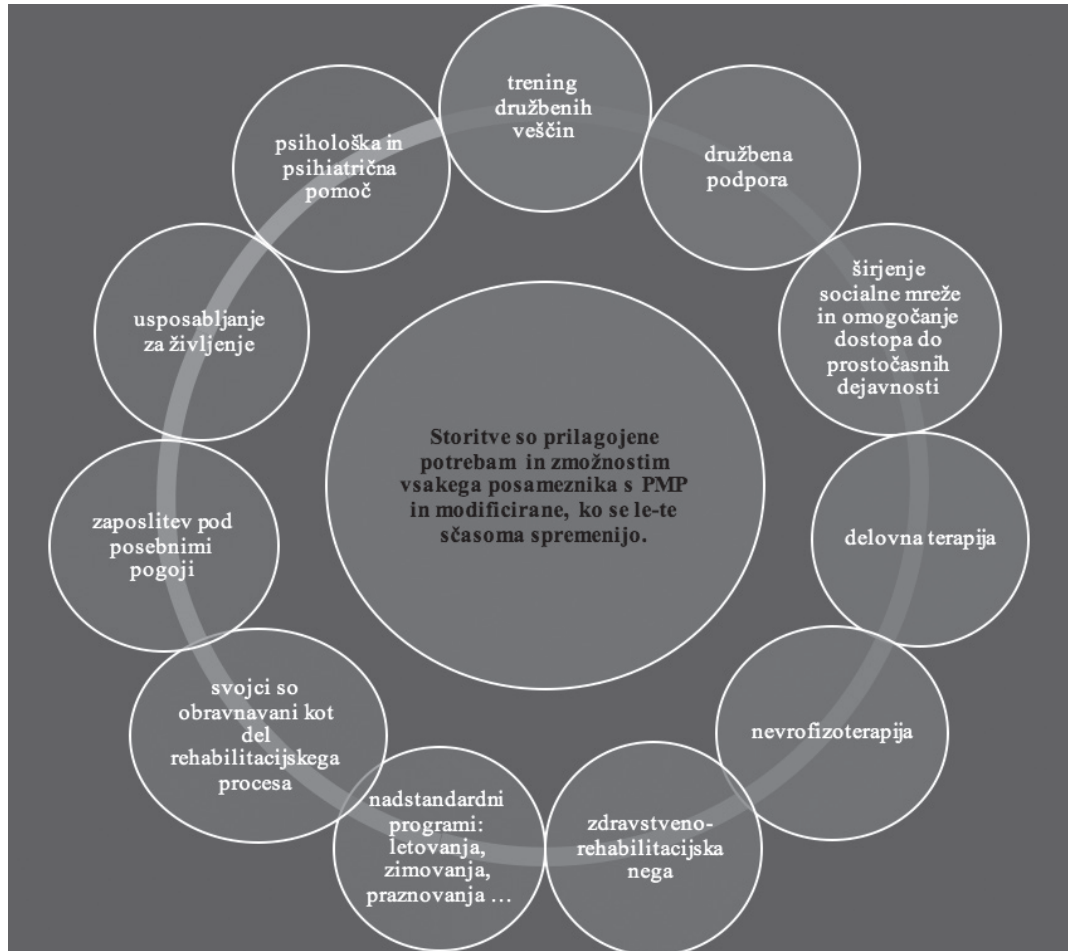 trening
družbenih
veščin
družbena
podpora
širjenje
socialne mreže
in omogočanje
dostopa do
prostočasnih
dejavnosti
delovna terapija
nevrofizoterapija
zdravstveno-
rehabilitacijska
nega
nadstandardni
programi:
letovanja,
zimovanja,
praznovanja …
svojci so
obravnavani kot
del
rehabilitacijskega
procesa
zaposlitev pod
posebnimi
pogoji
usposabljanje
za življenje
psihološka in
psihiatrična
pomoč
Storitve so prilagojene
potrebam in zmožnostim
vsakega posameznika s PMP
in modificirane, ko se le-te
sčasoma spremenijo.